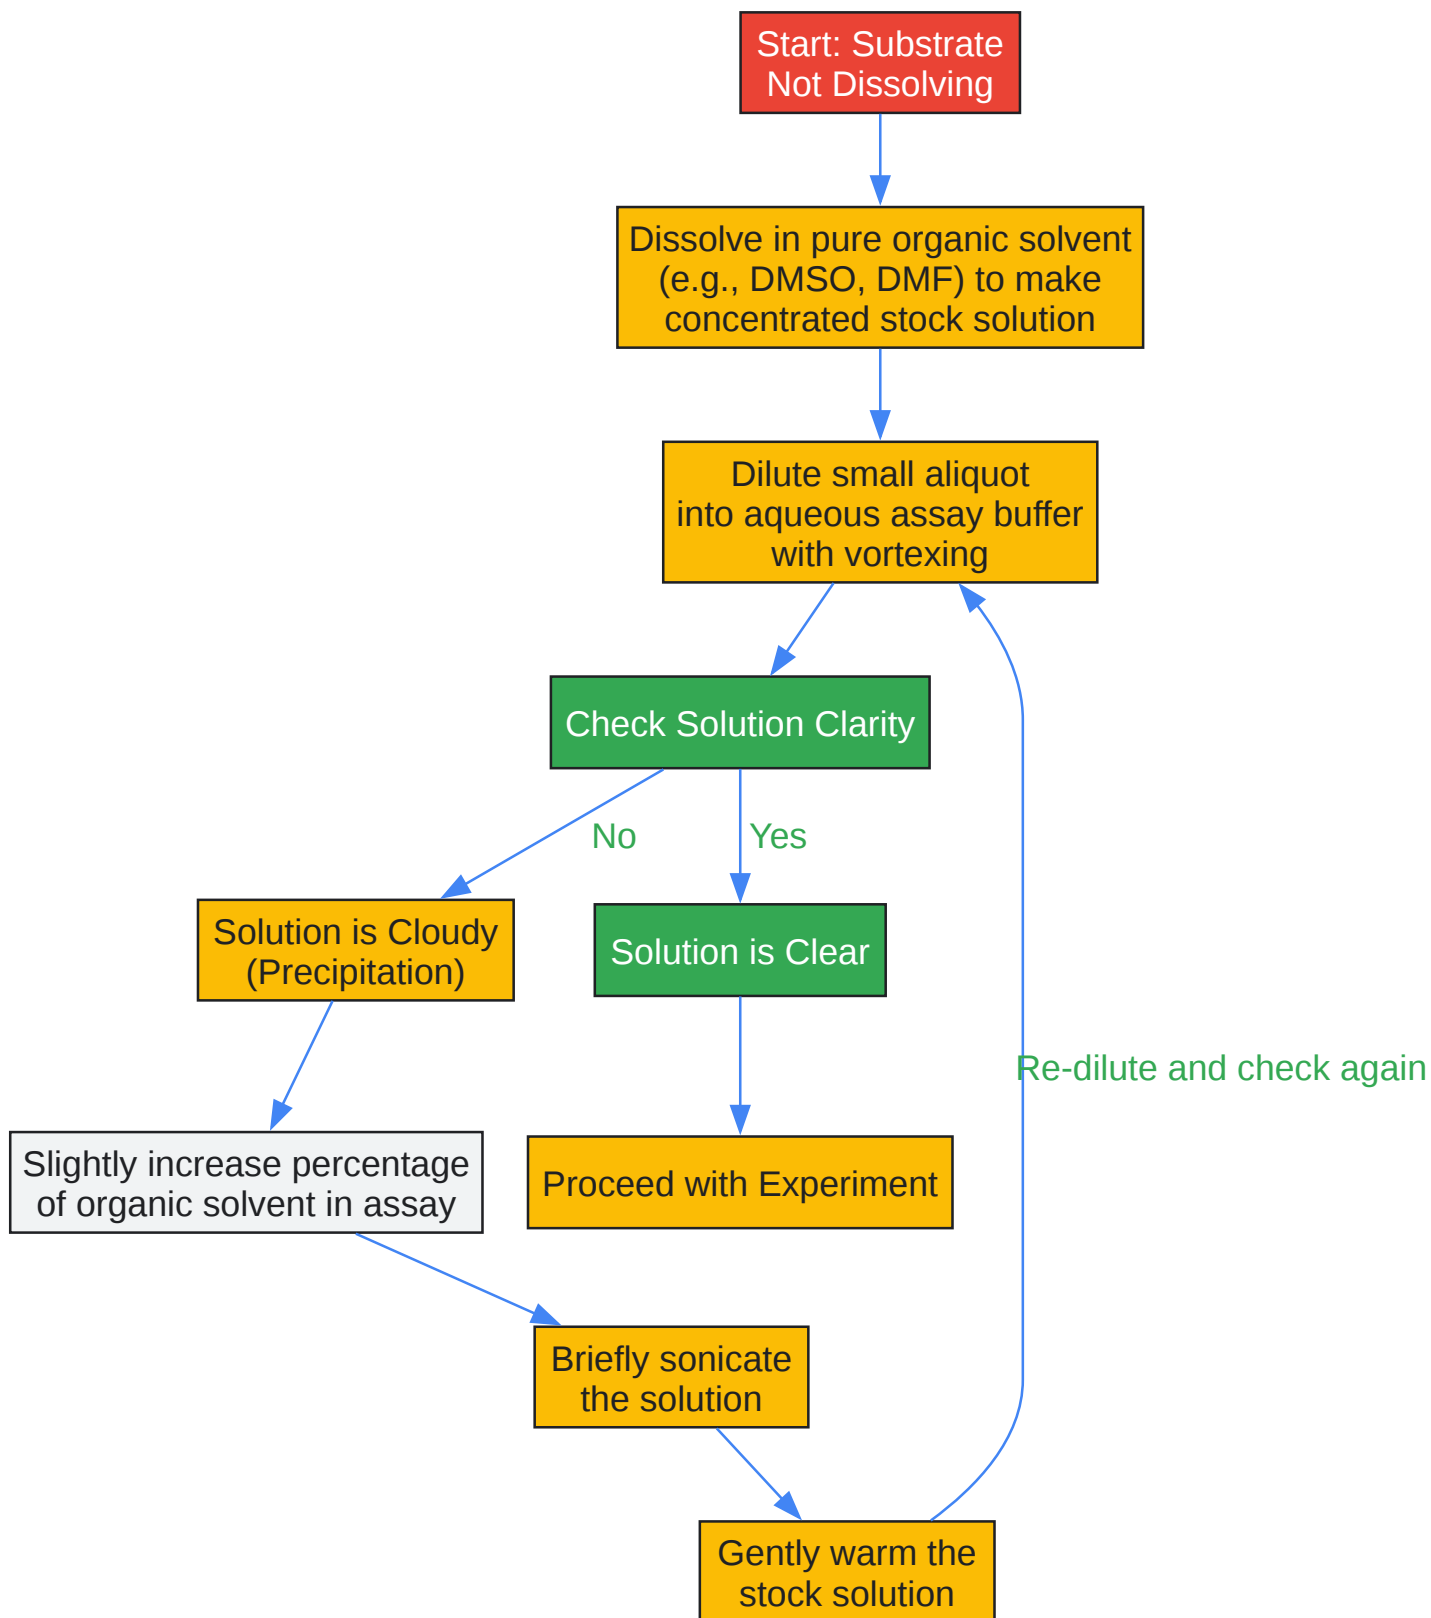 Start: Substrate
Not Dissolving
Dissolve in pure organic solvent
(e.g., DMSO, DMF) to make
concentrated stock solution
Dilute small aliquot
into aqueous assay buffer
with vortexing
Check Solution Clarity
No
Yes
Solution is Cloudy
(Precipitation)
Solution is Clear
Re-dilute and check again
Slightly increase percentage
of organic solvent in assay
Proceed with Experiment
Briefly sonicate
the solution
Gently warm the
stock solution